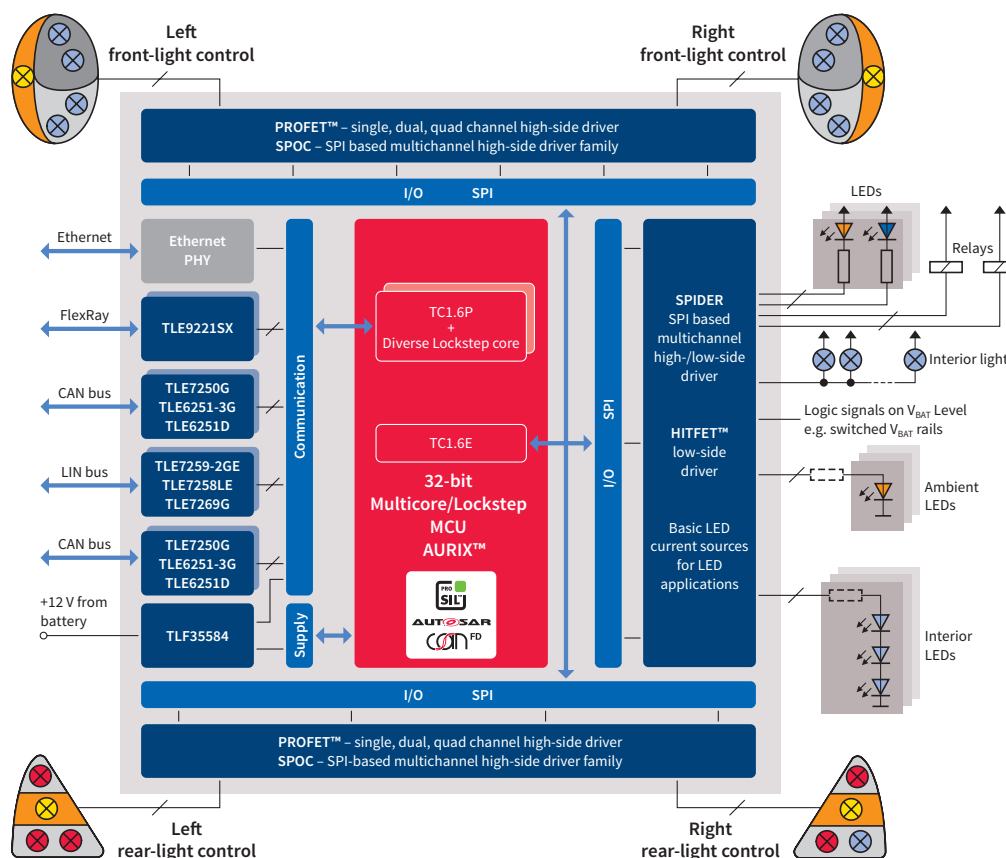 Left
front-light control
Right
front-light control
PROFET™ – single, dual, quad channel high-side driver
SPOC – SPI based multichannel high-side driver family
I/O SPI
Ethernet
Ethernet
PHY
FlexRay
TLE9221SX
CAN bus
TLE7250G
TLE6251-3G
TLE6251D
LIN bus
TLE7259-2GE
TLE7258LE
TLE7269G
CAN bus
TLE7250G
TLE6251-3G
TLE6251D
+12 V from
battery
TLF35584
Communication
Supply
TC1.6P
+
Diverse Lockstep core
TC1.6E
32-bit
Multicore/Lockstep
MCU
AURIX™
PRO
SIL™
AUTOSAR
CAN FD
I/O SPI
SPIDER
SPI based
multichannel
high-/low-side
driver
HITFET™
low-side
driver
Basic LED
current sources
for LED
applications
LEDs
Relays
Interior light
Logic signals on VBAT Level
e.g. switched VBAT rails
Ambient
LEDs
Interior
LEDs
I/O SPI
PROFET™ – single, dual, quad channel high-side driver
SPOC – SPI-based multichannel high-side driver family
Left
rear-light control
Right
rear-light control